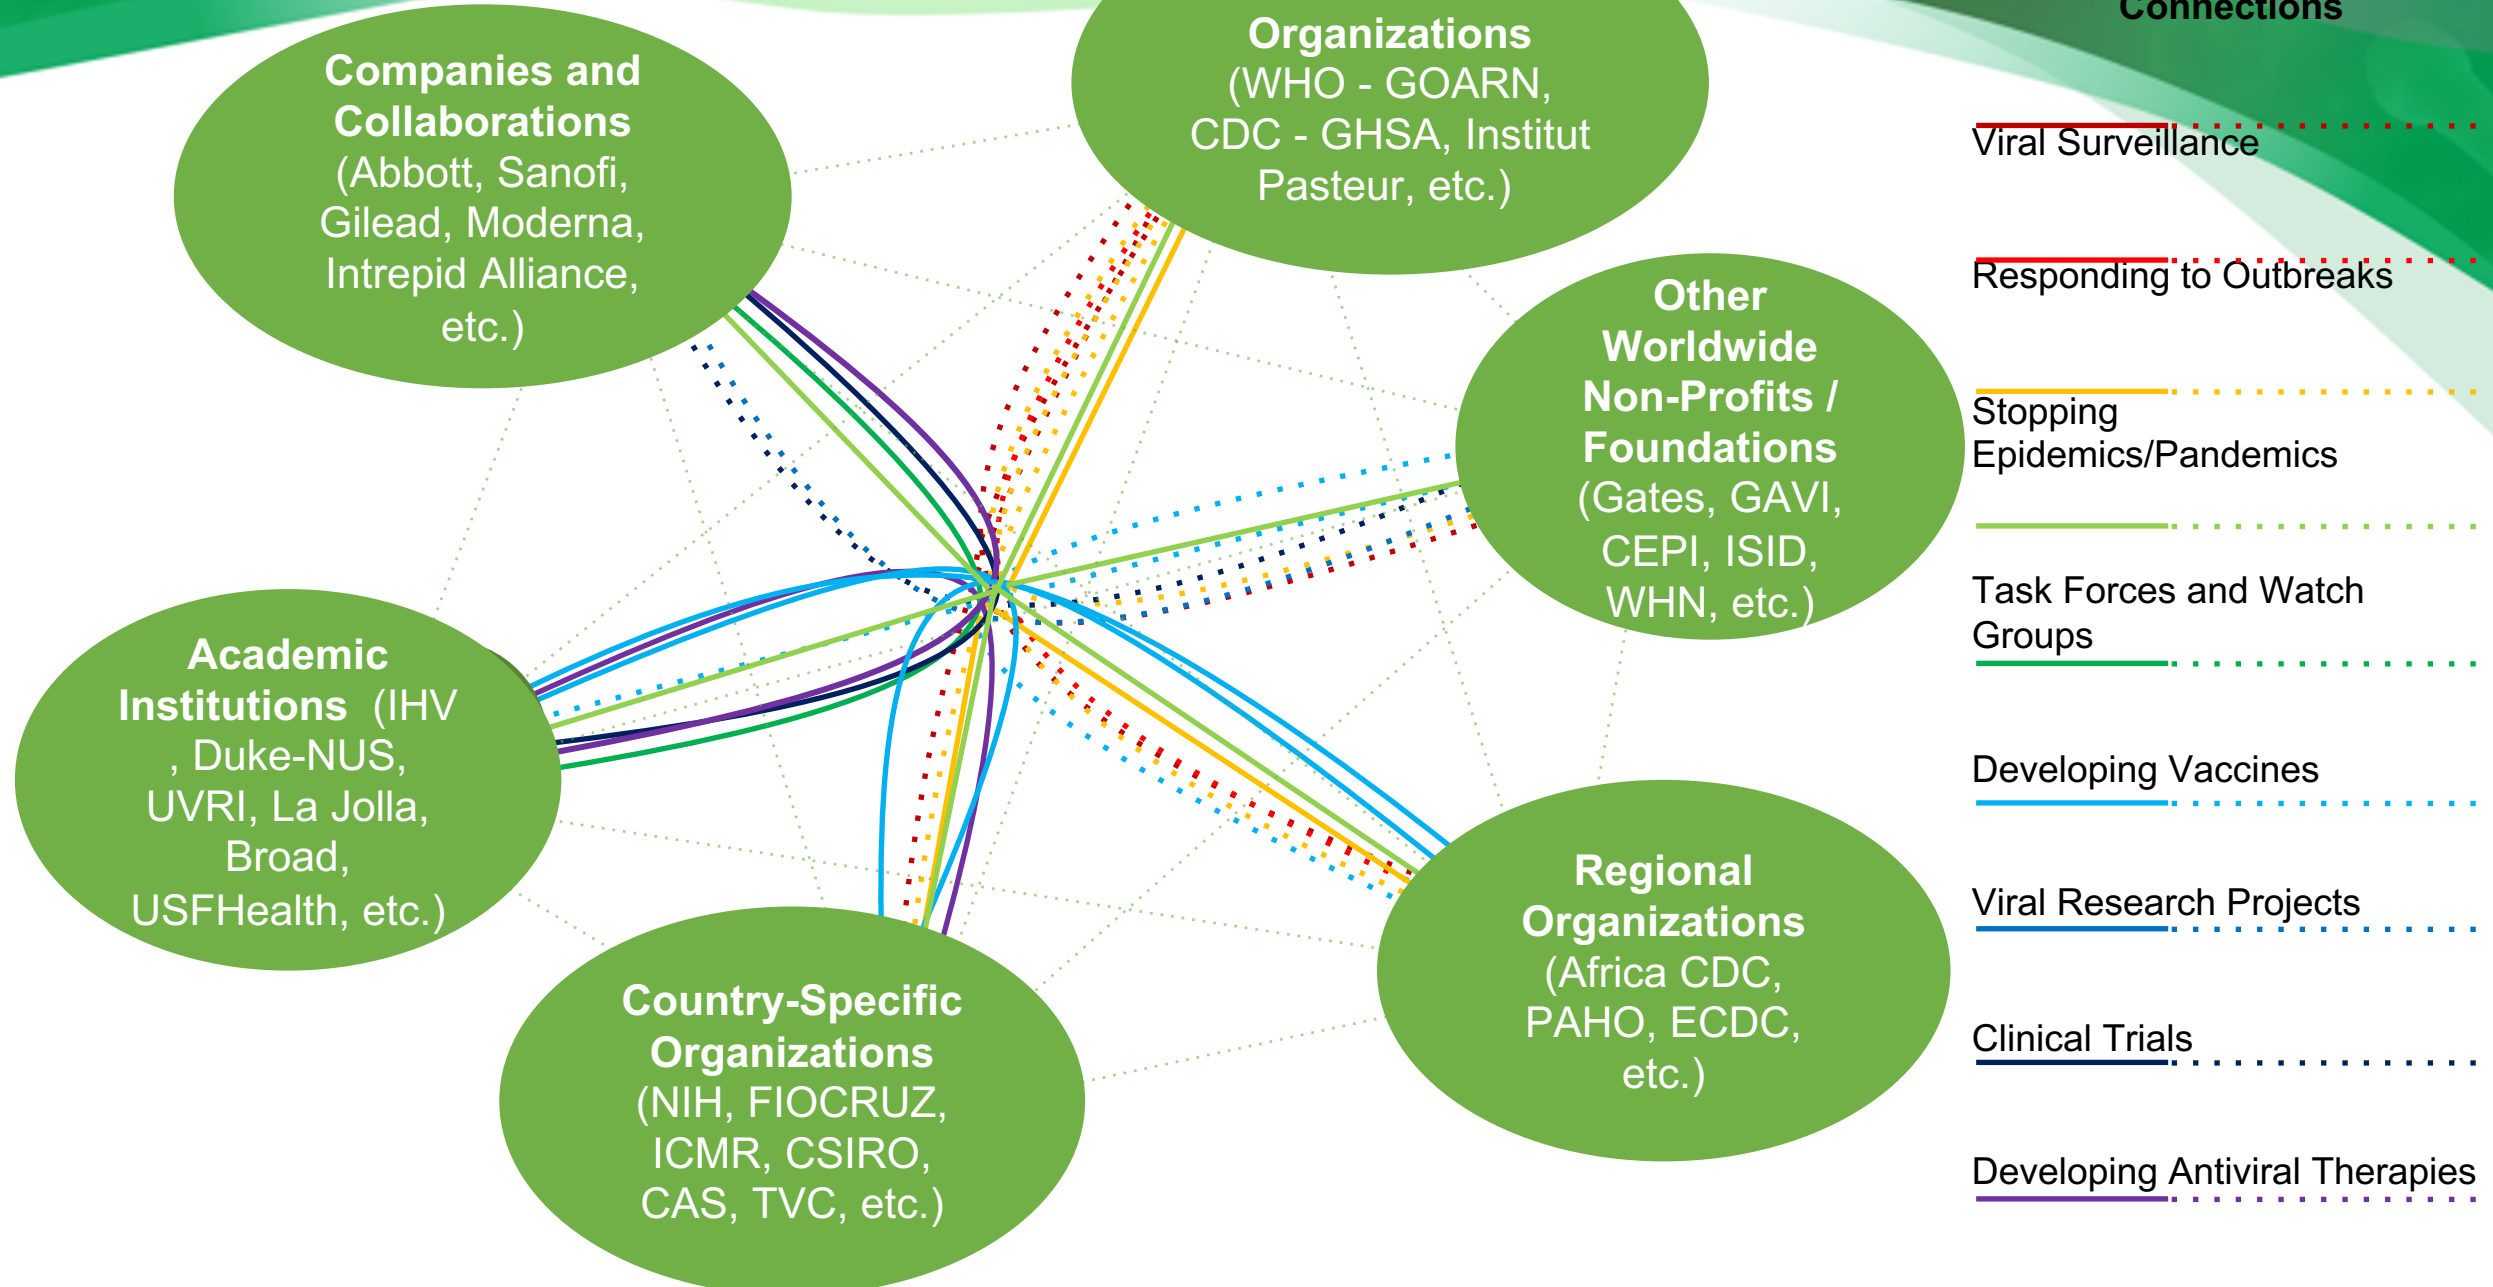 Companies and
Collaborations
(Abbott, Sanofi,
Gilead, Moderna,
Intrepid Alliance,
etc.)
Organizations
(WHO - GOARN,
CDC - GHSA, Institut
Pasteur, etc.)
Other
Worldwide
Non-Profits /
Foundations
(Gates, GAVI,
CEPI, ISID,
WHN, etc.)
Academic
Institutions (IHV
, Duke-NUS,
UVRI, La Jolla,
Broad,
USFHealth, etc.)
Country-Specific
Organizations
(NIH, FIOCRUZ,
ICMR, CSIRO,
CAS, TVC, etc.)
Regional
Organizations
(Africa CDC,
PAHO, ECDC,
etc.)
Connections
Viral Surveillance
Responding to Outbreaks
Stopping
Epidemics/Pandemics
Task Forces and Watch
Groups
Developing Vaccines
Viral Research Projects
Clinical Trials
Developing Antiviral Therapies